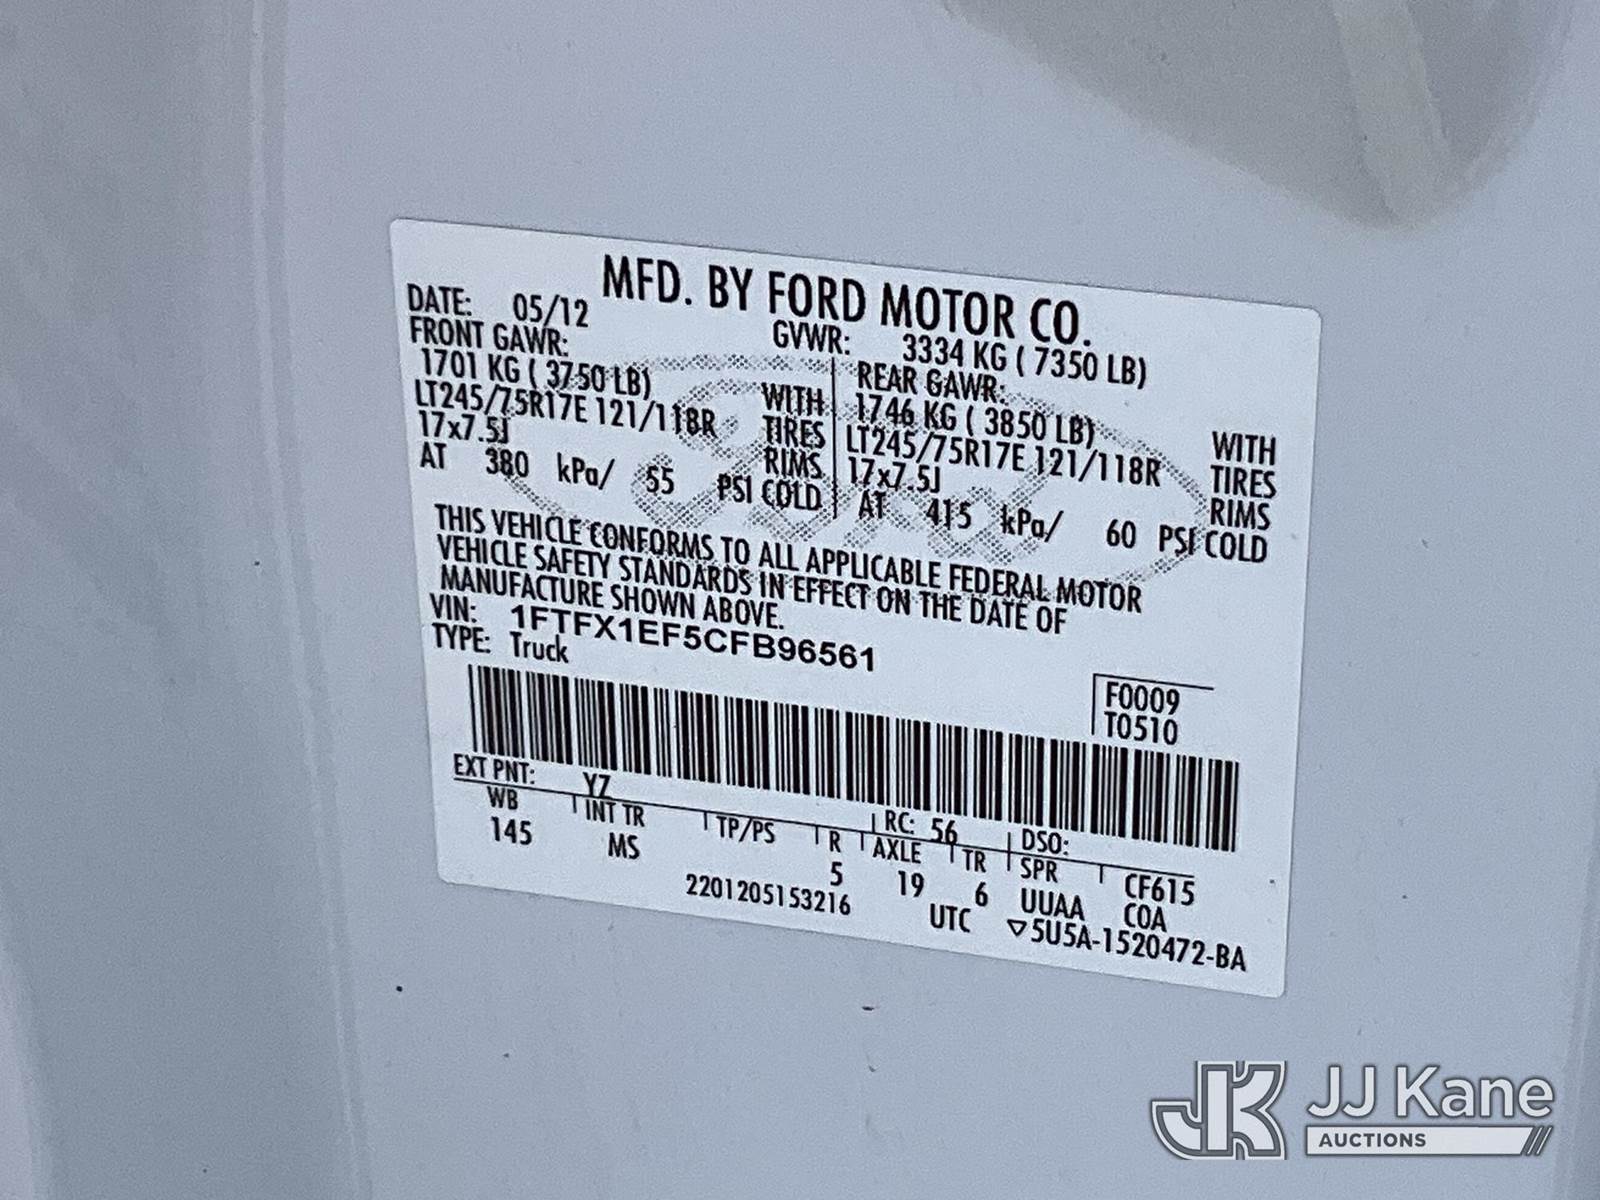 MFD. BY FORD MOTOR CO.
DATE: 05/12 GVWR: 3334 KG ( 7350 LB)
FRONT GAWR: REAR GAWR:
1701 KG ( 3750 LB) WITH 1746 KG ( 3850 LB) WITH
LT245/75R17E 121/118R TIRES LT245/75R17E 121/118R TIRES
17x7.5J RIMS 17x7.5J RIMS
AT 380 kPa/ 55 PSI COLD AT 415 kPa/ 60 PSI COLD
THIS VEHICLE CONFORMS TO ALL APPLICABLE FEDERAL MOTOR
VEHICLE SAFETY STANDARDS IN EFFECT ON THE DATE OF
MANUFACTURE SHOWN ABOVE.
VIN: 1FTFX1EF5CFB96561
TYPE: Truck
F0009
T0510
EXT PNT: YZ RC: 56 DSO:
WB INT TR TP/PS R AXLE TR SPR CF615
145 MS 5 19 6 UUAA COA
2201205153216 UTC ▽5U5A-1520472-BA
JK JJ Kane
AUCTIONS